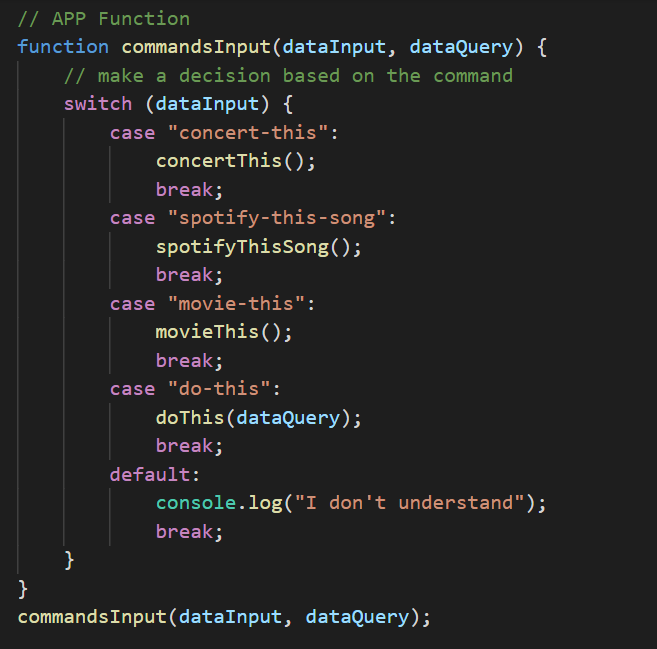 // APP Function
function commandsInput(dataInput, dataQuery) {
    // make a decision based on the command
    switch (dataInput) {
        case "concert-this":
            concertThis();
            break;
        case "spotify-this-song":
            spotifyThisSong();
            break;
        case "movie-this":
            movieThis();
            break;
        case "do-this":
            doThis(dataQuery);
            break;
        default:
            console.log("I don't understand");
            break;
    }
}
commandsInput(dataInput, dataQuery);